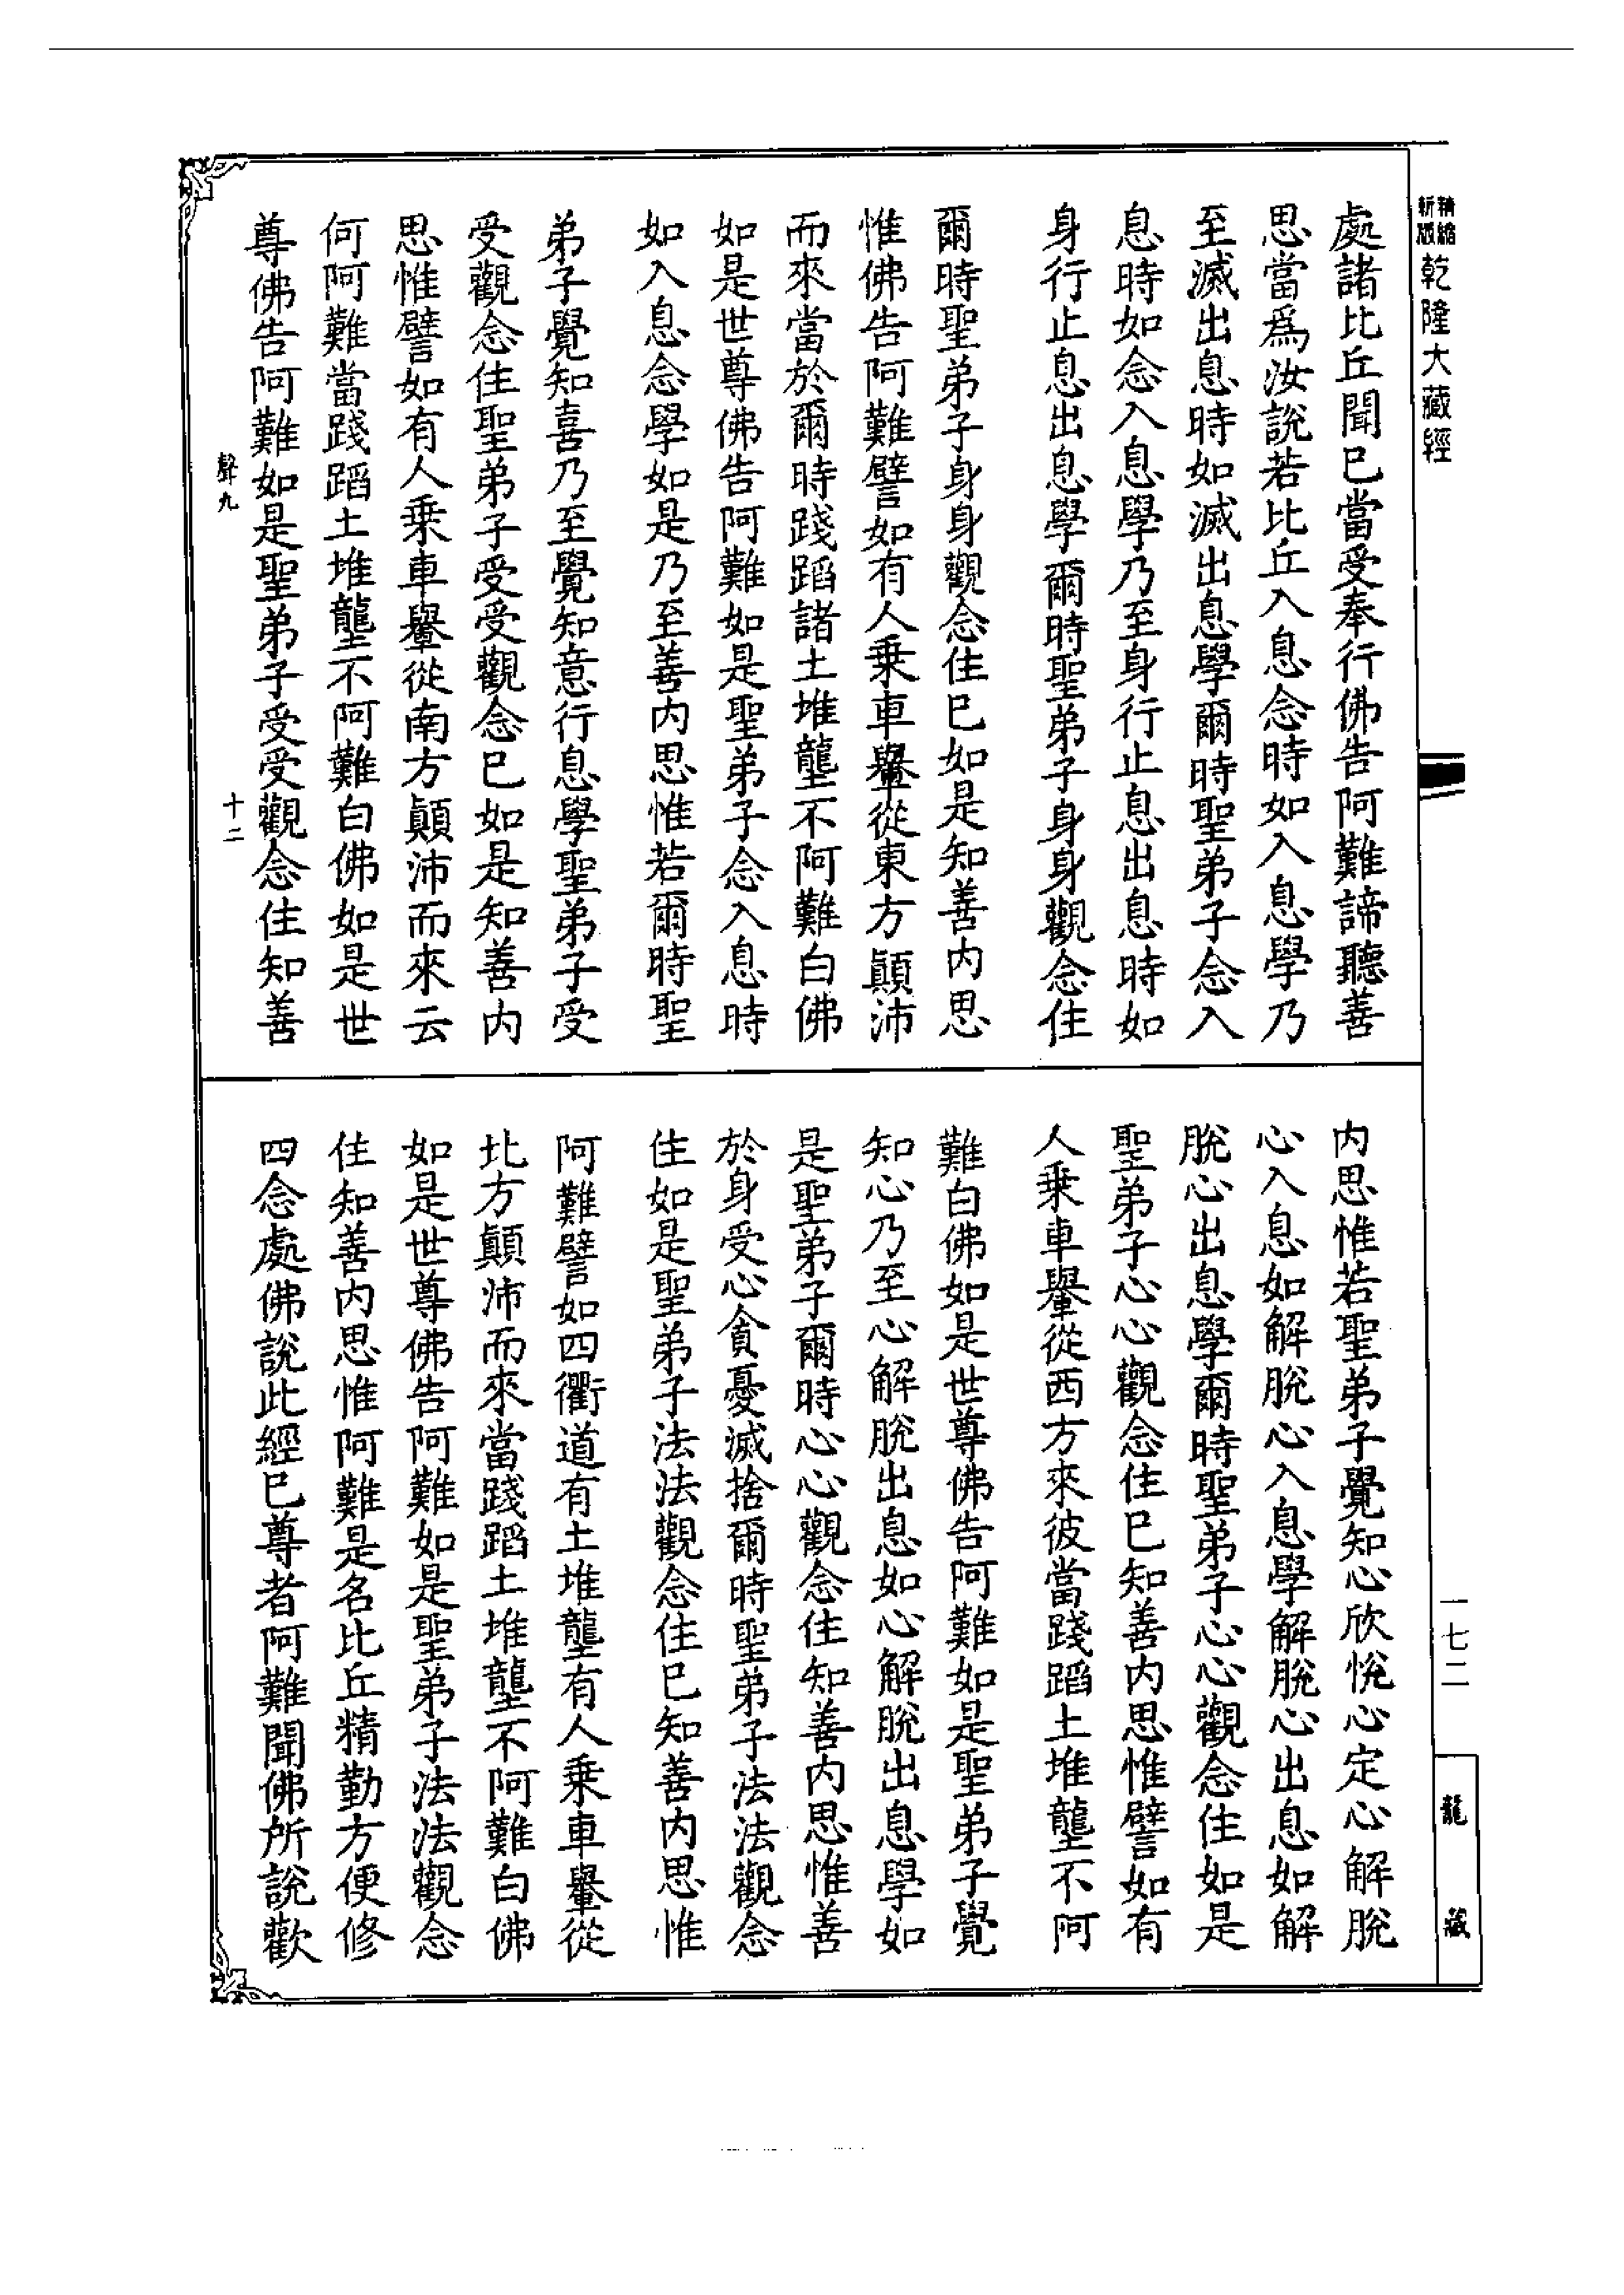 精縮新版乾隆大藏經
處諸比丘聞已當受奉行佛告阿難諦聽善
思當爲汝說若比丘入息念時如入息學乃
至滅出息時如滅出息學爾時聖弟子念入
息時如念入息學乃至身行止息出息時如
身行止息出息學爾時聖弟子身身觀念住
爾時聖弟子身身觀念住已如是知善内思
惟佛告阿難譬如有人乗車轝從東方顚沛
而來當於爾時踐蹈諸土堆壟不阿難白佛
如是世尊佛告阿難如是聖弟子念入息時
如入息念學如是乃至善内思惟若爾時聖
弟子覺知喜乃至覺知意行息學聖弟子受
受觀念住聖弟子受受觀念已如是知善内
思惟譬如有人乗車轝從南方顚沛而來云
何阿難當踐蹈土堆壟不阿難白佛如是世
尊佛告阿難如是聖弟子受受觀念住知善
聲九
十二
内思惟若聖弟子覺知心欣悅心定心解脫
心入息如解脫心入息學解脫心出息如解
脫心出息學爾時聖弟子心心觀念住如是
聖弟子心心觀念住已知善内思惟譬如有
人乗車轝從西方來彼當踐蹈土堆壟不阿
難白佛如是世尊佛告阿難如是聖弟子覺
知心乃至心解脫出息如心解脫出息學如
是聖弟子爾時心心觀念住知善内思惟善
於身受心貪憂滅捨爾時聖弟子法法觀念
住如是聖弟子法法觀念住已知善内思惟
阿難譬如四衢道有土堆壟有人乗車轝從
北方顚沛而來當踐蹈土堆壟不阿難白佛
如是世尊佛告阿難如是聖弟子法法觀念
住知善内思惟阿難是名比丘精勤方便修
四念處佛說此經已尊者阿難聞佛所說歡
一七二
龍藏